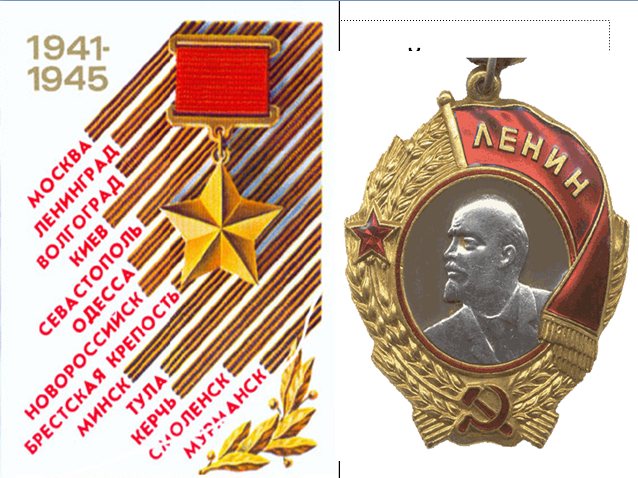 1941-
1945
МОСКВА
ЛЕНИНГРАД
ВОЛГОГРАД
КИЕВ
СЕВАСТОПОЛЬ
ОДЕССА
НОВОРОССИЙСК
БРЕСТСКАЯ КРЕПОСТЬ
МИНСК
ТУЛА
КЕРЧЬ
СМОЛЕНСК
МУРМАНСК
ЛЕНИН